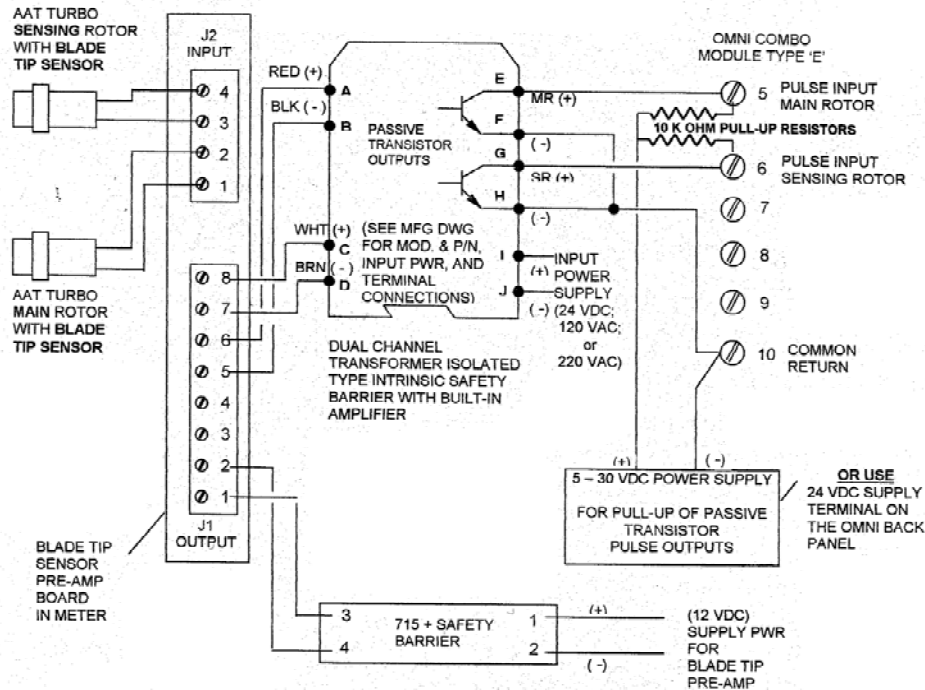 AAT TURBO
SENSING ROTOR
WITH BLADE
TIP SENSOR
J2
INPUT
4
3
2
1
AAT TURBO
MAIN ROTOR
WITH BLADE
TIP SENSOR
8
7
6
5
4
3
2
1
J1
OUTPUT
BLADE TIP
SENSOR
PRE-AMP
BOARD
IN METER
RED (+)
A
BLK (-)
B
WHT (+)
C
BRN (-)
D
PASSIVE
TRANSISTOR
OUTPUTS
(SEE MFG DWG
FOR MOD. & P/N,
INPUT PWR, AND
TERMINAL
CONNECTIONS)
E
MR (+)
F
(-)
G
SR (+)
H
(-)
I
(+)
J
(-)
INPUT
POWER
SUPPLY
(24 VDC;
120 VAC;
or
220 VAC)
DUAL CHANNEL
TRANSFORMER ISOLATED
TYPE INTRINSIC SAFETY
BARRIER WITH BUILT-IN
AMPLIFIER
OMNI COMBO
MODULE TYPE 'E'
5 PULSE INPUT
MAIN ROTOR
10 K OHM PULL-UP RESISTORS
6 PULSE INPUT
SENSING ROTOR
7
8
9
10 COMMON
RETURN
(+)
(-)
5 – 30 VDC POWER SUPPLY
FOR PULL-UP OF PASSIVE
TRANSISTOR
PULSE OUTPUTS
OR USE
24 VDC SUPPLY
TERMINAL ON
THE OMNI BACK
PANEL
3
4
715 + SAFETY
BARRIER
1
2
(+)
(-)
(12 VDC)
SUPPLY PWR
FOR
BLADE TIP
PRE-AMP